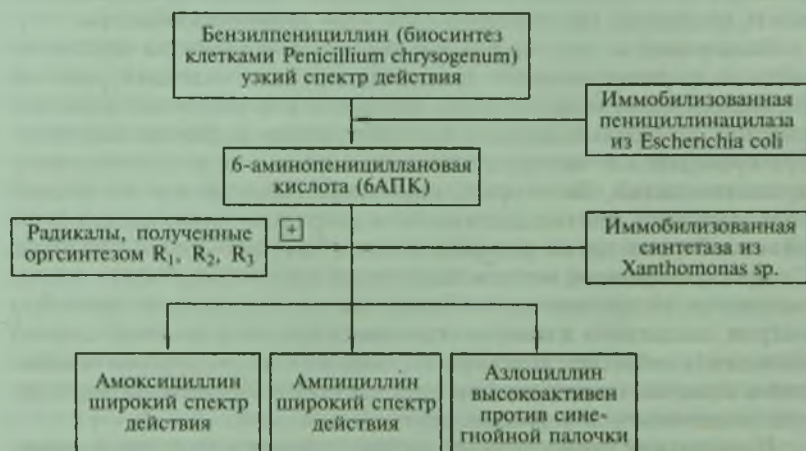 Бензилпенициллин (биосинтез
клетками Penicillium chrysogenum)
узкий спектр действия
Иммобилизованная
пенициллинацилаза
из Escherichia coli
6-аминопенициллановая
кислота (6АПК)
Радикалы, полученные
оргсинтезом R₁, R₂, R₃
+
Иммобилизованная
синтетаза из
Xanthomonas sp.
Амоксициллин
широкий спектр
действия
Ампициллин
широкий спектр
действия
Азлоциллин
высокоактивен
против сине-
гнойной палочки